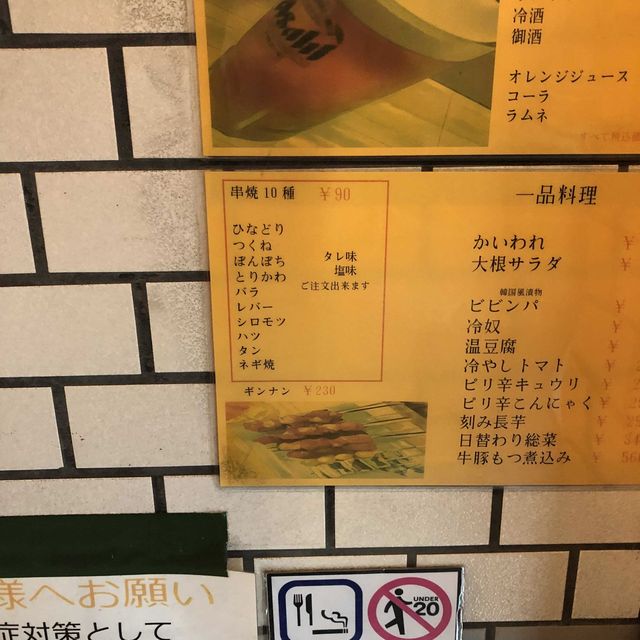 Asahi
冷酒
御酒
オレンジジュース
コーラ
ラムネ
串焼10種 ￥90
ひなどり
つくね
ぼんぼち
とりかわ
バラ
レバー
シロモツ
ハツ
タン
ネギ焼
タレ味
塩味
ご注文出来ます
ギンナン ￥230
一品料理
かいわれ ￥
大根サラダ ￥
韓国風漬物
ビビンパ ￥
冷奴 ￥
温豆腐 ￥
冷やしトマト ￥
ピリ辛キュウリ ￥
ピリ辛こんにゃく ￥
刻み長芋 ￥
日替わり総菜 ￥
牛豚もつ煮込み ￥
様へお願い
症対策として
UNDER
20